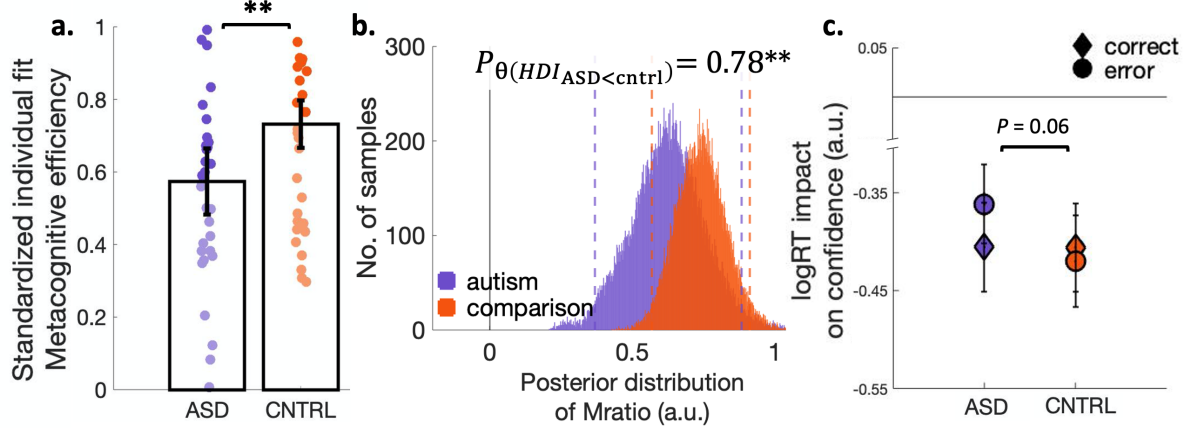 a.
**
Standardized individual fit
Metacognitive efficiency
1
0.8
0.6
0.4
0.2
0
ASD
CNTRL
b.
P θ(HDI ASD<cntrl) = 0.78**
No. of samples
300
200
100
0
autism
comparison
0
0.5
1
Posterior distribution
of Mratio (a.u.)
c.
correct
error
P = 0.06
logRT impact
on confidence (a.u.)
0.05
-0.35
-0.45
-0.55
ASD
CNTRL